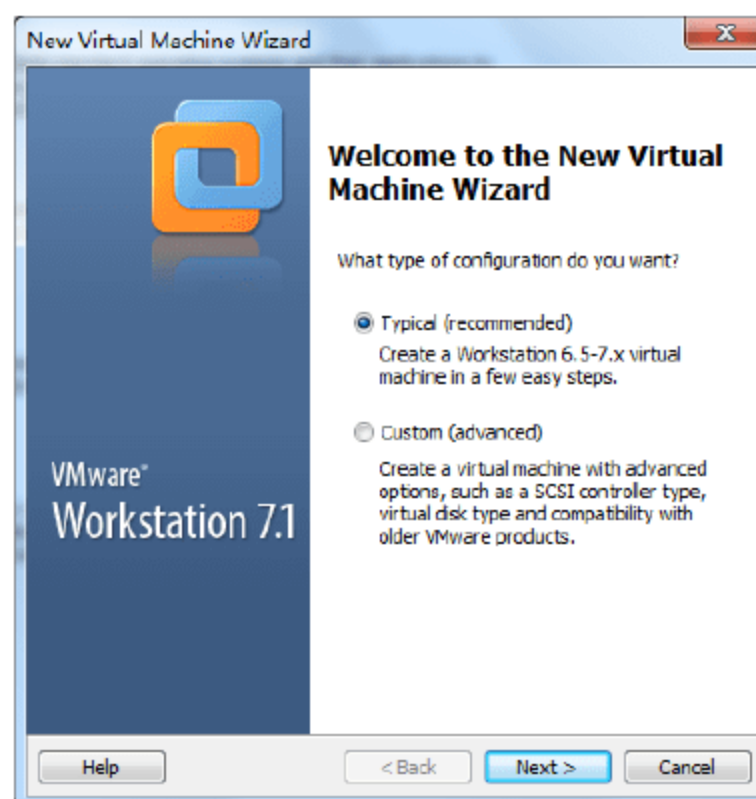 New Virtual Machine Wizard
Welcome to the New Virtual
Machine Wizard
What type of configuration do you want?
Typical (recommended)
Create a Workstation 6.5-7.x virtual
machine in a few easy steps.
Custom (advanced)
Create a virtual machine with advanced
options, such as a SCSI controller type,
virtual disk type and compatibility with
older VMware products.
VMware®
Workstation 7.1
Help
< Back
Next >
Cancel